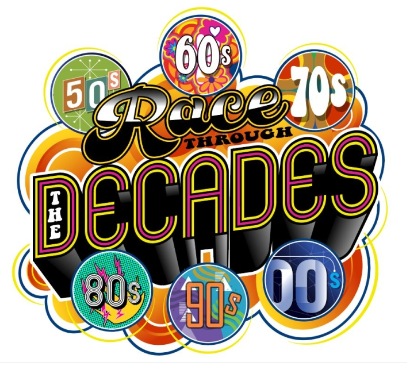 60s
50s
70s
Race
THROUGH
THE
DECADES
80s
90s
00s